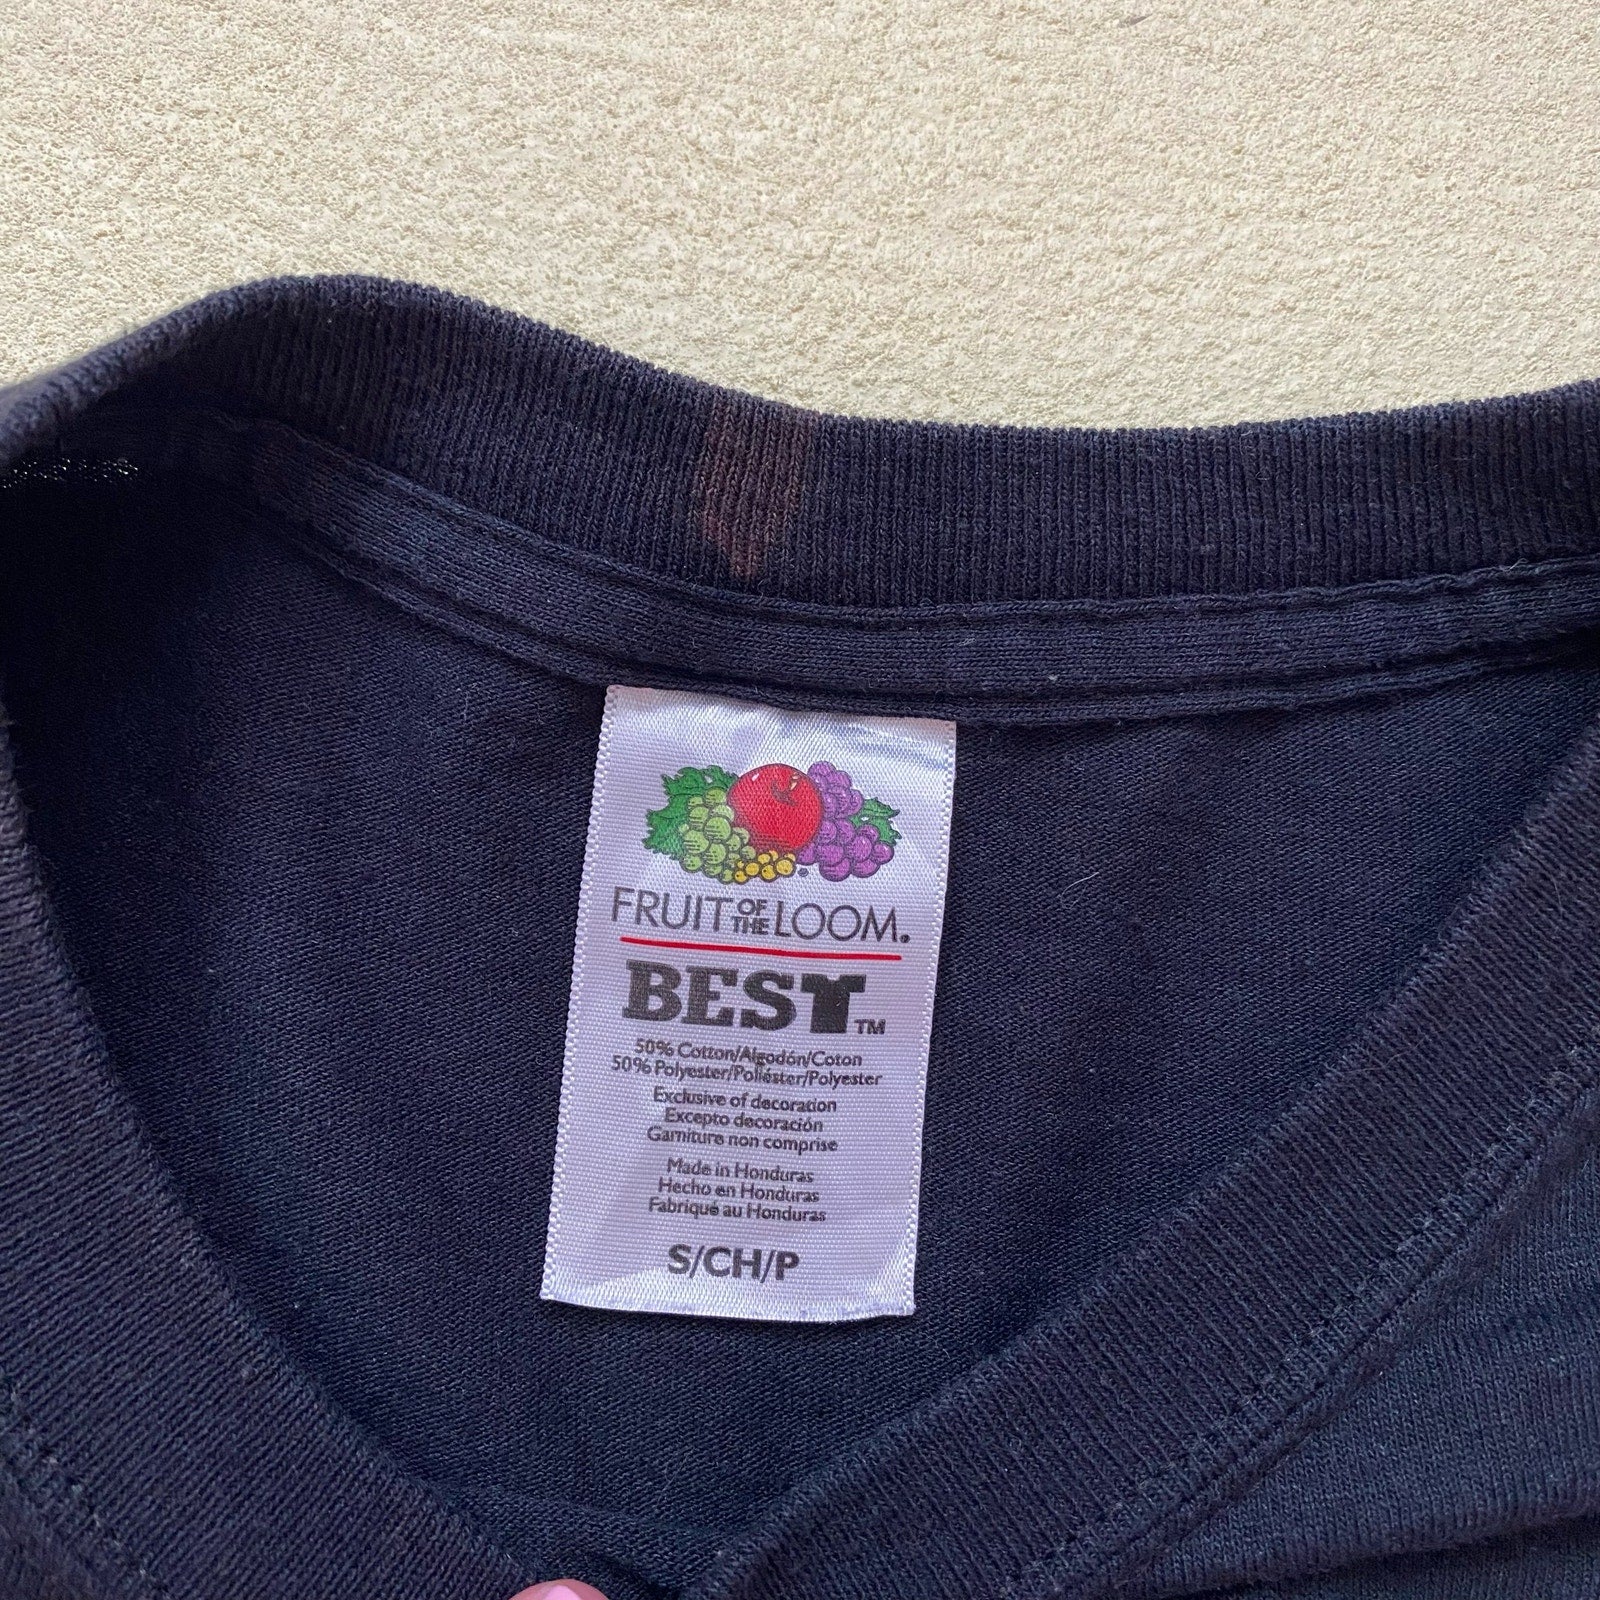 FRUIT OF THE LOOM®
BEST™
50% Cotton/Algodón/Coton
50% Polyester/Poliéster/Polyester
Exclusive of decoration
Excepto decoración
Garniture non comprise
Made in Honduras
Hecho en Honduras
Fabriqué au Honduras
S/CH/P